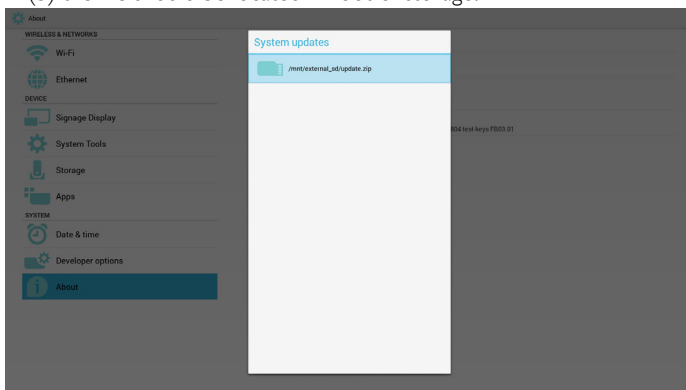 About
WIRELESS & NETWORKS
Wi-Fi
Ethernet
DEVICE
Signage Display
System Tools
Storage
Apps
SYSTEM
Date & time
Developer options
About
System updates
/mnt/external_sd/update.zip
804 test-keys FB03.01